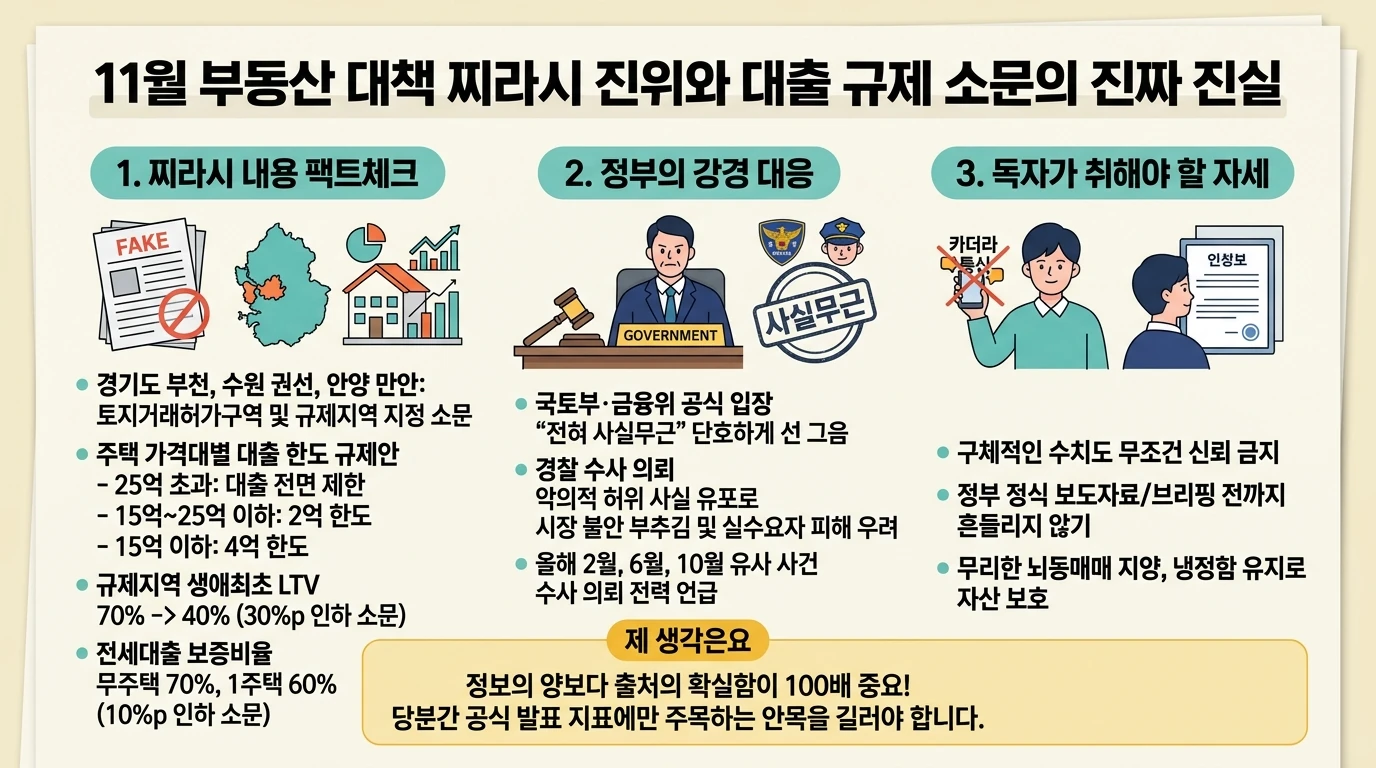 11월 부동산 대책 찌라시 진위와 대출 규제 소문의 진짜 진실
1. 찌라시 내용 팩트체크
FAKE
• 경기도 부천, 수원 권선, 안양 만안:
토지거래허가구역 및 규제지역 지정 소문
• 주택 가격대별 대출 한도 규제안
- 25억 초과: 대출 전면 제한
- 15억~25억 이하: 2억 한도
- 15억 이하: 4억 한도
• 규제지역 생애최초 LTV
70% -> 40% (30%p 인하 소문)
• 전세대출 보증비율
무주택 70%, 1주택 60%
(10%p 인하 소문)
2. 정부의 강경 대응
GOVERNMENT
사실무근
• 국토부·금융위 공식 입장
“전혀 사실무근” 단호하게 선 그음
• 경찰 수사 의뢰
악의적 허위 사실 유포로
시장 불안 부추김 및 실수요자 피해 우려
• 올해 2월, 6월, 10월 유사 사건
수사 의뢰 전력 언급
3. 독자가 취해야 할 자세
카더라
통신
인창보
• 구체적인 수치도 무조건 신뢰 금지
• 정부 정식 보도자료/브리핑 전까지
흔들리지 않기
• 무리한 뇌동매매 지양, 냉정함 유지로
자산 보호
제 생각은요
정보의 양보다 출처의 확실함이 100배 중요!
당분간 공식 발표 지표에만 주목하는 안목을 길러야 합니다.